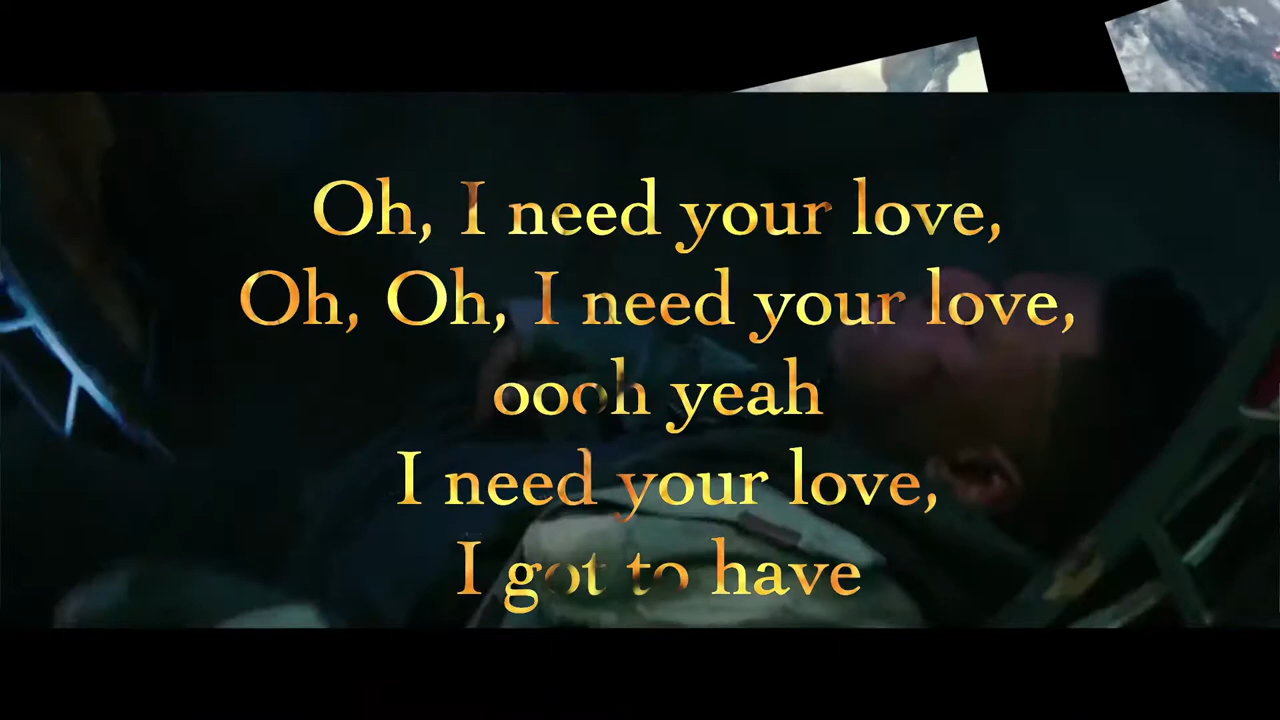 Oh, I need your love,
Oh, Oh, I need your love,
oooh yeah
I need your love,
I got to have